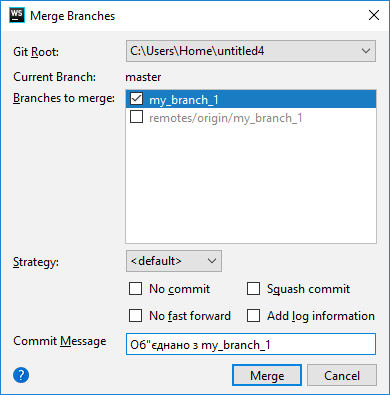 WS Merge Branches
Git Root: C:\Users\Home\untitled4
Current Branch: master
Branches to merge: my_branch_1
remotes/origin/my_branch_1
Strategy: <default>
No commit Squash commit
No fast forward Add log information
Commit Message Об"єднано з my_branch_1
? Merge Cancel